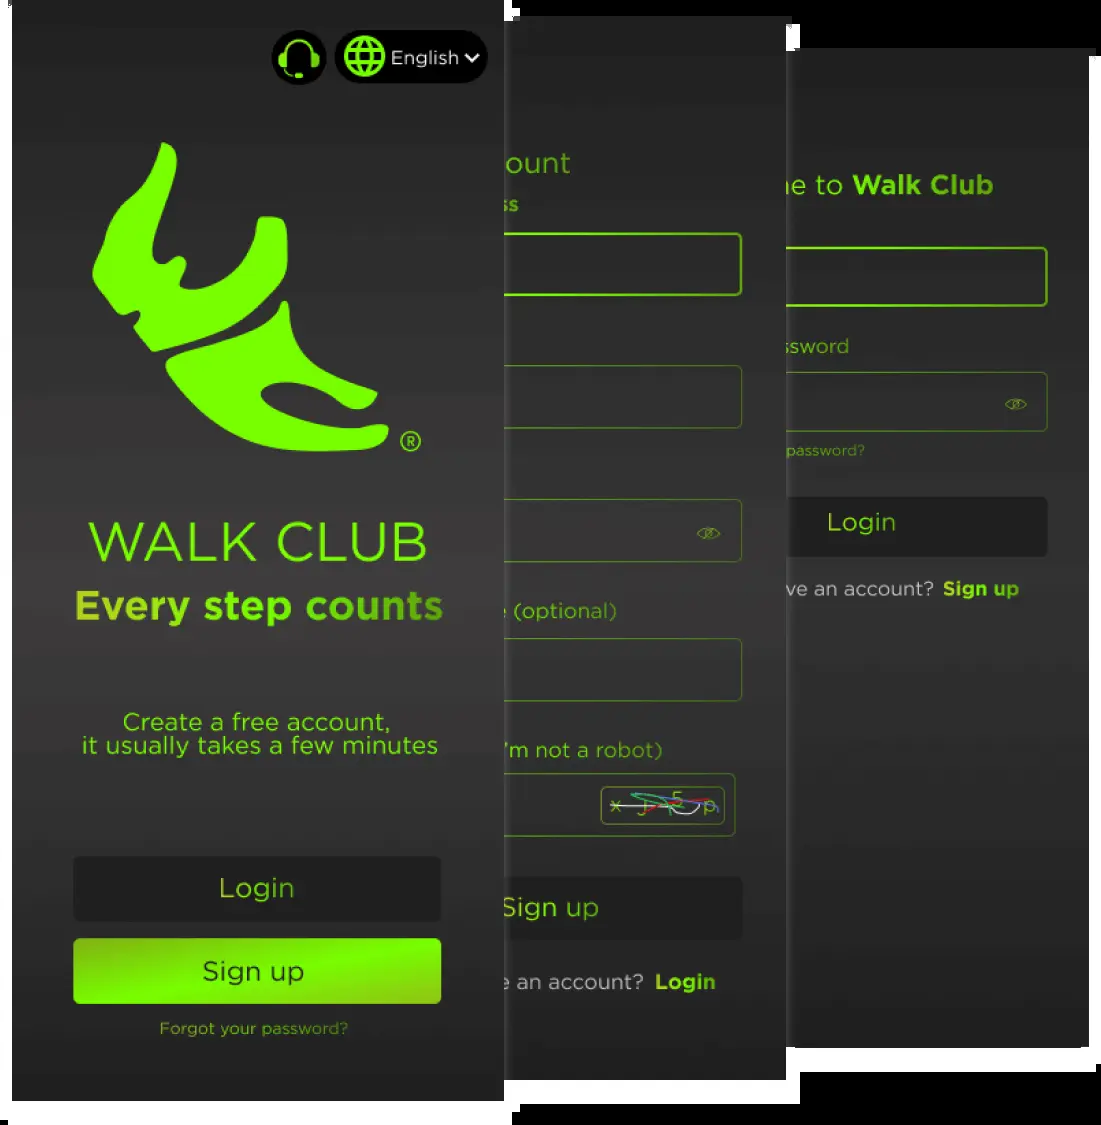 English
®
WALK CLUB
Every step counts
Create a free account,
it usually takes a few minutes
Login
Sign up
Forgot your password?
ount
ss
(optional)
'm not a robot)
x J 5 p
Sign up
e an account? Login
e to Walk Club
ssword
password?
Login
ve an account? Sign up